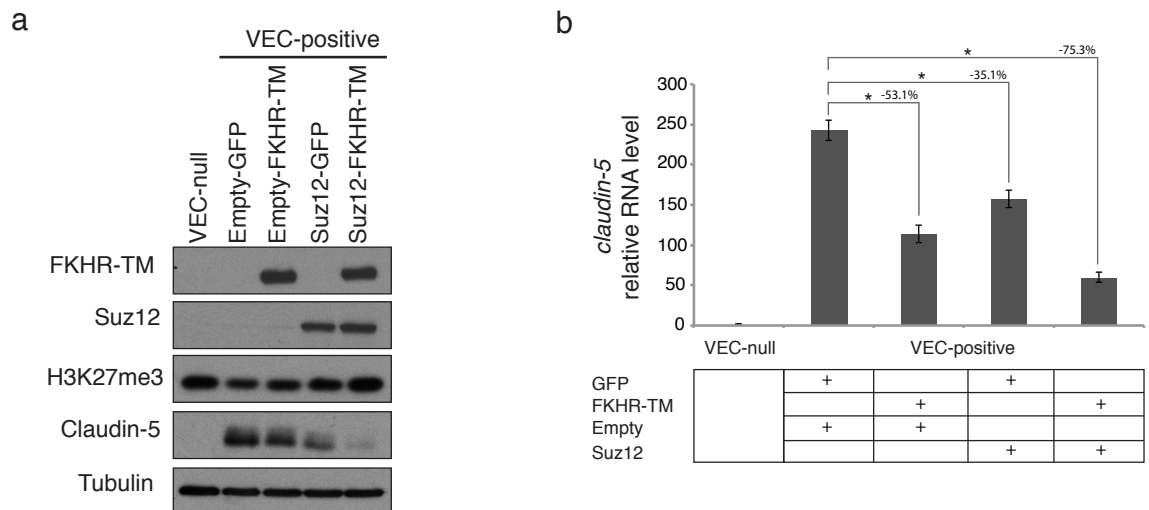 a
VEC-positive
VEC-null
Empty-GFP
Empty-FKHR-TM
Suz12-GFP
Suz12-FKHR-TM
FKHR-TM
Suz12
H3K27me3
Claudin-5
Tubulin
b
* -75.3%
* -35.1%
* -53.1%
claudin-5
relative RNA level
300
250
200
150
100
50
0
VEC-null VEC-positive
GFP + +
FKHR-TM + +
Empty + +
Suz12 + +